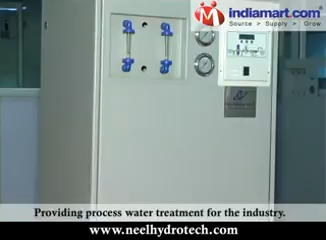 indiamart.com
Source • Supply • Grow
Providing process water treatment for the industry.
www.neelhydrotech.com